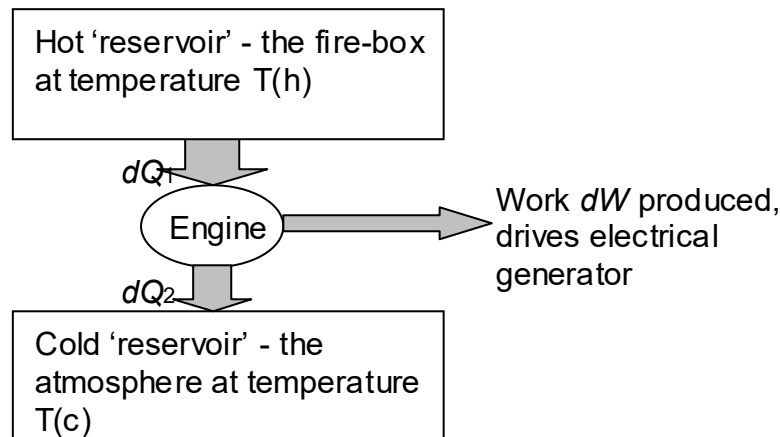 Hot ‘reservoir’ - the fire-box
at temperature T(h)
dQ1
Engine
Work dW produced,
drives electrical
generator
dQ2
Cold ‘reservoir’ - the
atmosphere at temperature
T(c)